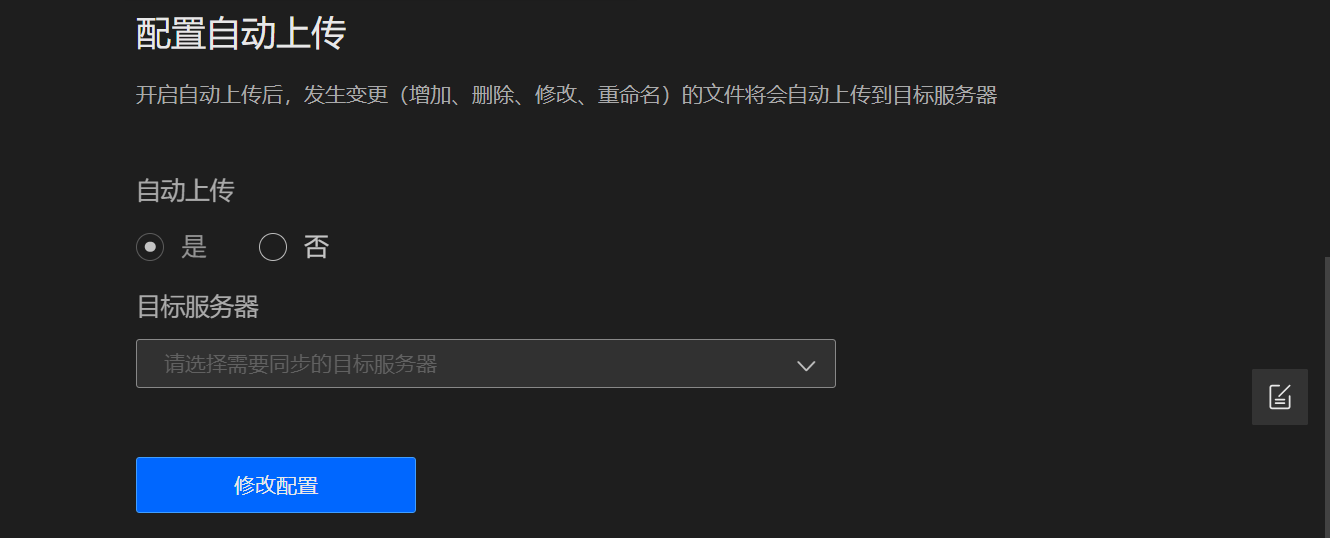 配置自动上传
开启自动上传后，发生变更（增加、删除、修改、重命名）的文件将会自动上传到目标服务器
自动上传
是 否
目标服务器
请选择需要同步的目标服务器
修改配置